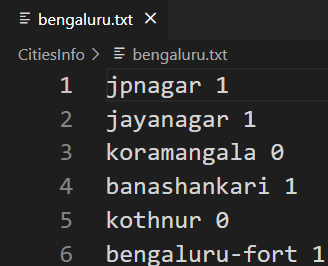 bengaluru.txt
CitiesInfo > bengaluru.txt
1 jpnagar 1
2 jayanagar 1
3 koramangala 0
4 banashankari 1
5 kothnur 0
6 bengaluru-fort 1